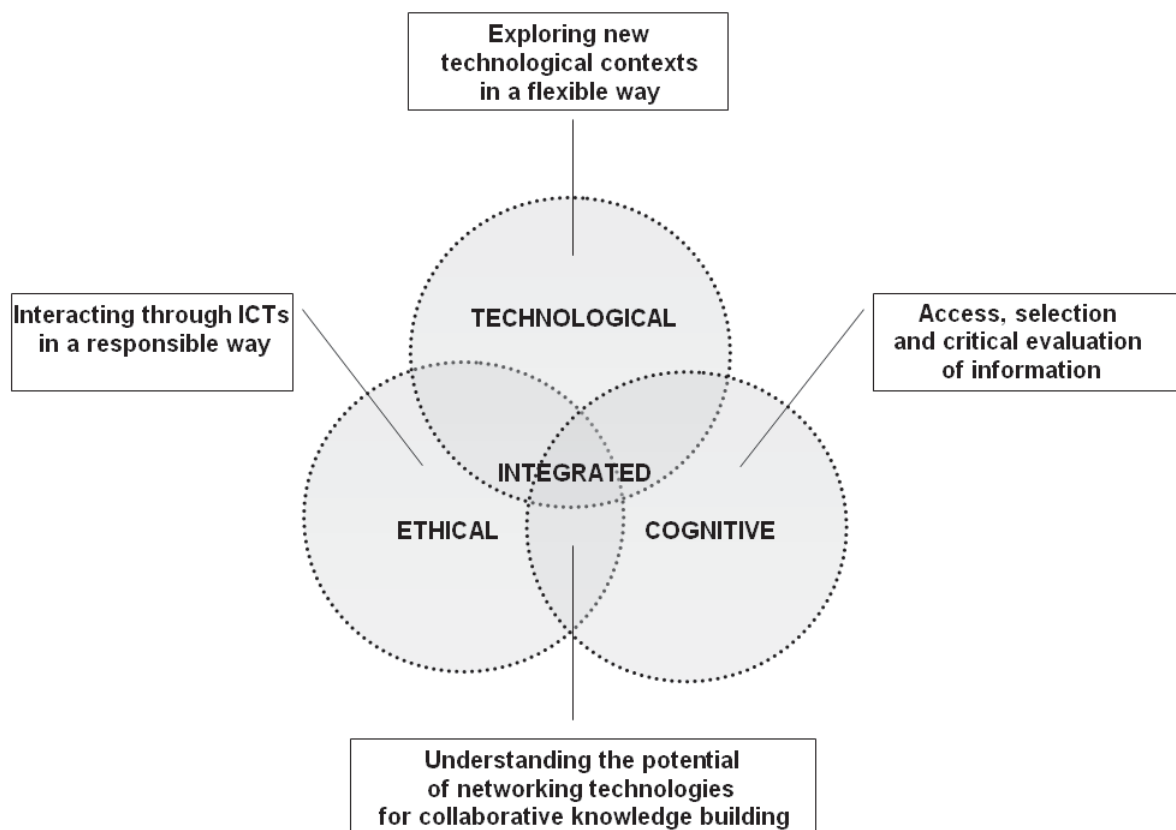 Exploring new
technological contexts
in a flexible way
Interacting through ICTs
in a responsible way
Access, selection
and critical evaluation
of information
TECHNOLOGICAL
INTEGRATED
ETHICAL
COGNITIVE
Understanding the potential
of networking technologies
for collaborative knowledge building